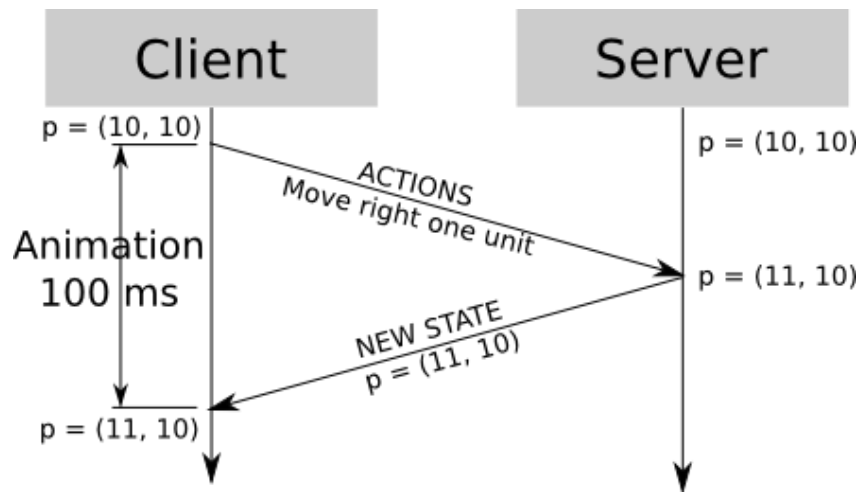 Client
Server
p = (10, 10)
p = (10, 10)
ACTIONS
Move right one unit
Animation
100 ms
p = (11, 10)
NEW STATE
p = (11, 10)
p = (11, 10)